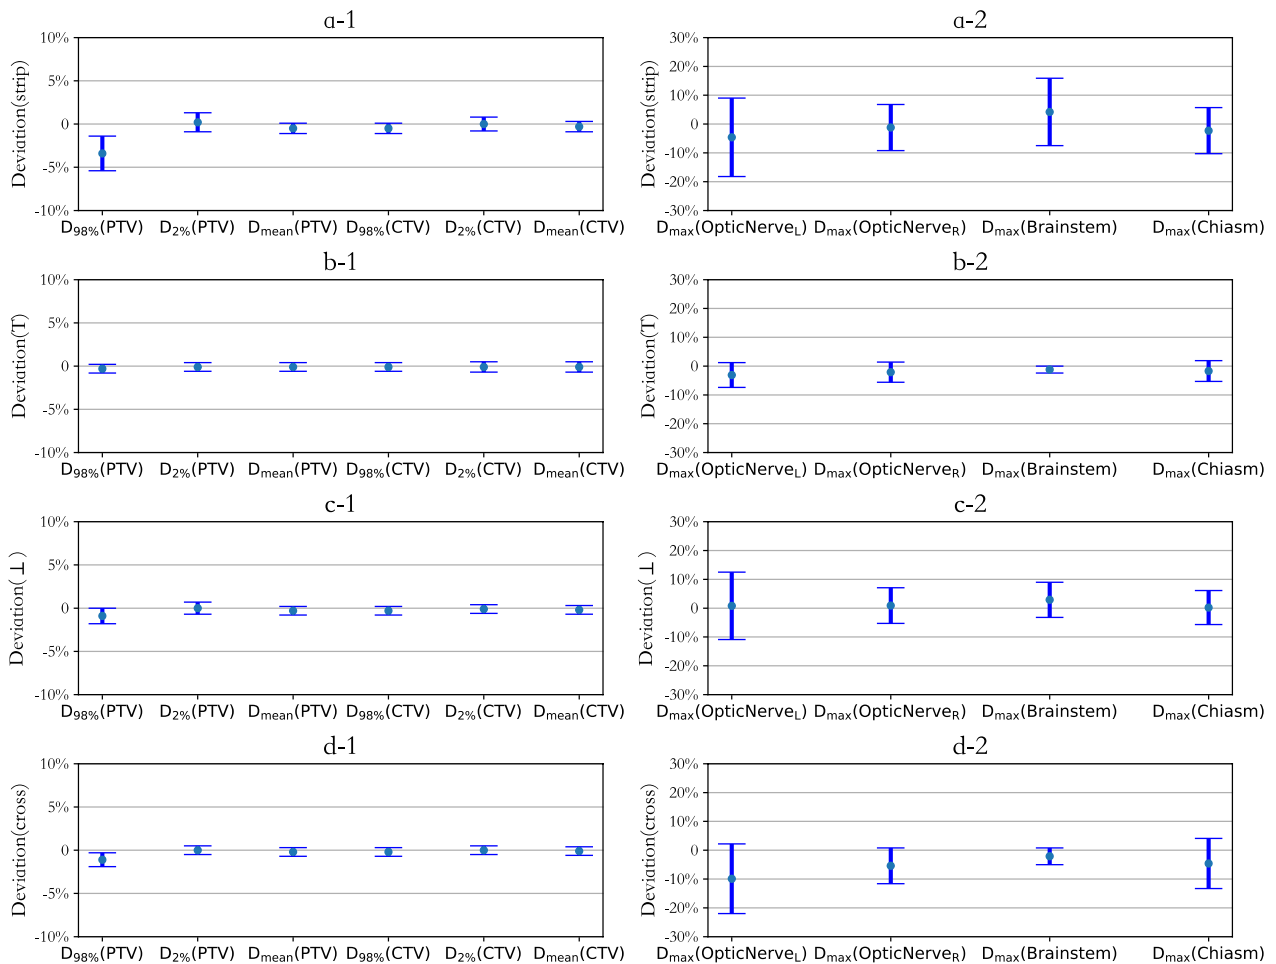 a-1
10%
5%
0
-5%
-10%
Deviation(strip)
D98%(PTV) D2%(PTV) Dmean(PTV) D98%(CTV) D2%(CTV) Dmean(CTV)
a-2
30%
20%
10%
0
-10%
-20%
-30%
Deviation(strip)
Dmax(OpticNerveL) Dmax(OpticNerveR) Dmax(Brainstem) Dmax(Chiasm)
b-1
10%
5%
0
-5%
-10%
Deviation(T)
D98%(PTV) D2%(PTV) Dmean(PTV) D98%(CTV) D2%(CTV) Dmean(CTV)
b-2
30%
20%
10%
0
-10%
-20%
-30%
Deviation(T)
Dmax(OpticNerveL) Dmax(OpticNerveR) Dmax(Brainstem) Dmax(Chiasm)
c-1
10%
5%
0
-5%
-10%
Deviation(⊥)
D98%(PTV) D2%(PTV) Dmean(PTV) D98%(CTV) D2%(CTV) Dmean(CTV)
c-2
30%
20%
10%
0
-10%
-20%
-30%
Deviation(⊥)
Dmax(OpticNerveL) Dmax(OpticNerveR) Dmax(Brainstem) Dmax(Chiasm)
d-1
10%
5%
0
-5%
-10%
Deviation(cross)
D98%(PTV) D2%(PTV) Dmean(PTV) D98%(CTV) D2%(CTV) Dmean(CTV)
d-2
30%
20%
10%
0
-10%
-20%
-30%
Deviation(cross)
Dmax(OpticNerveL) Dmax(OpticNerveR) Dmax(Brainstem) Dmax(Chiasm)